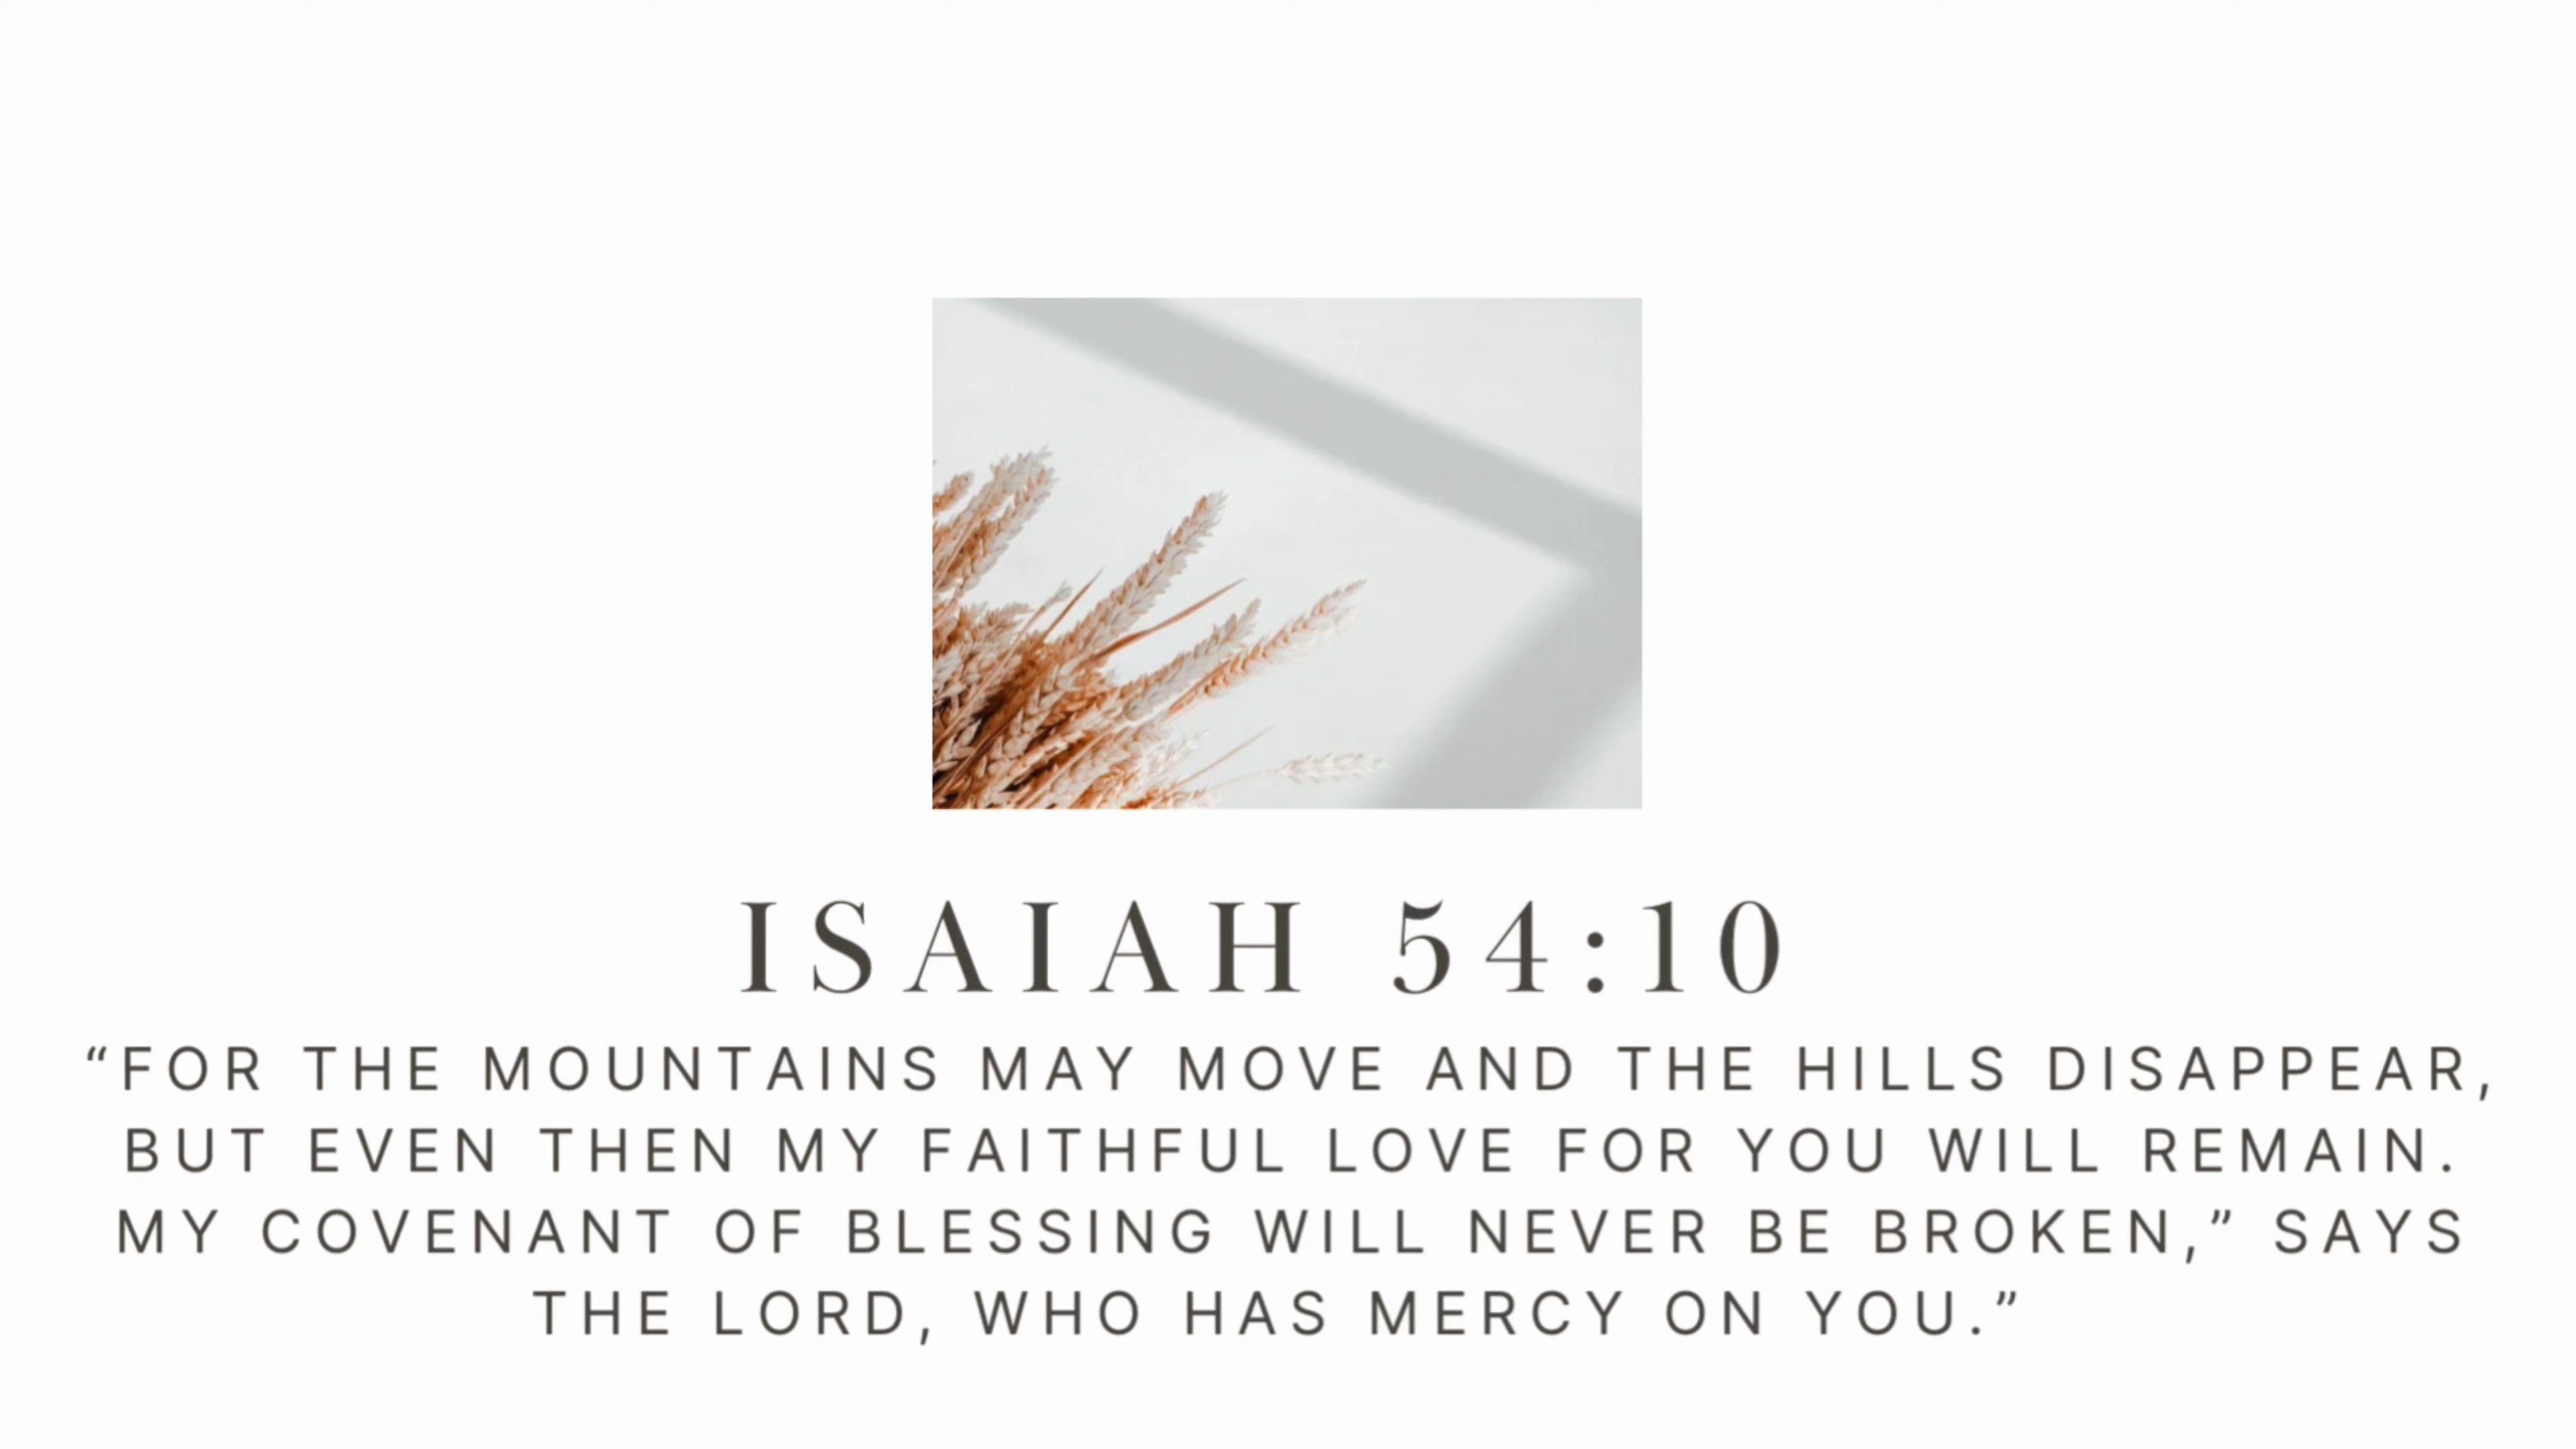 ISAIAH 54:10
“FOR THE MOUNTAINS MAY MOVE AND THE HILLS DISAPPEAR,
BUT EVEN THEN MY FAITHFUL LOVE FOR YOU WILL REMAIN.
MY COVENANT OF BLESSING WILL NEVER BE BROKEN,” SAYS
THE LORD, WHO HAS MERCY ON YOU.”